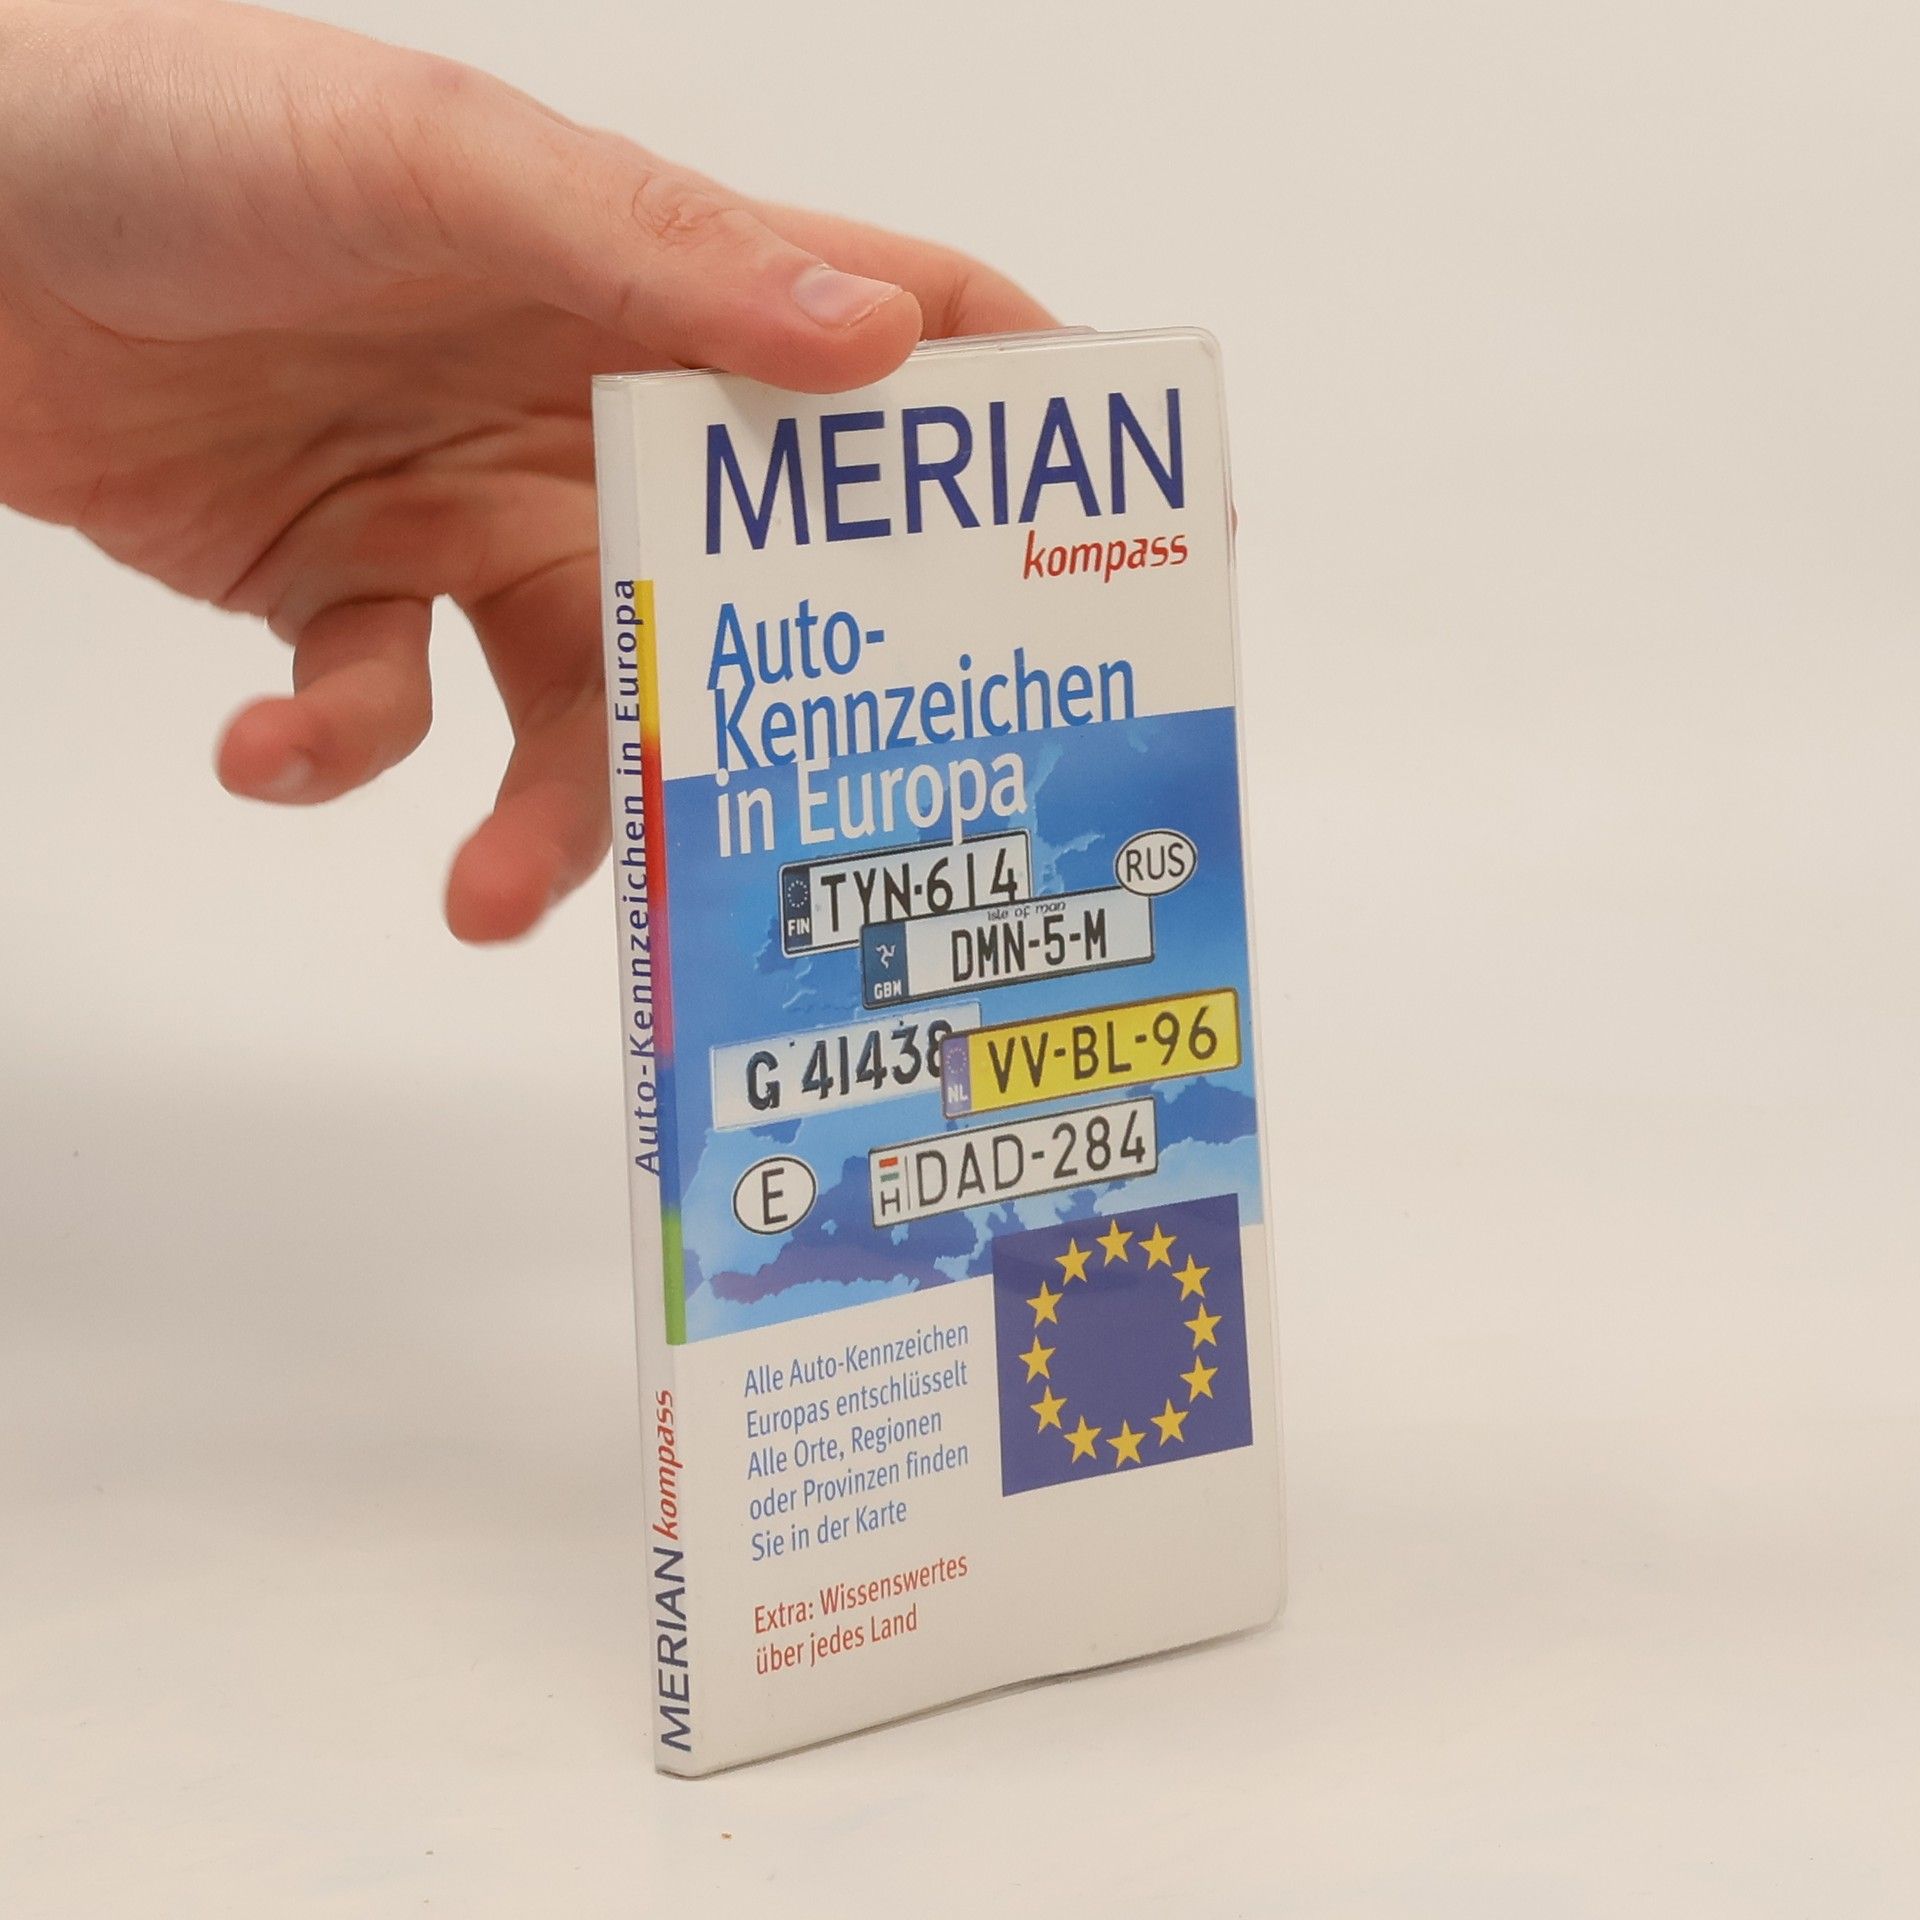 MERIAN
kompass
Auto-
Kennzeichen
in Europa
FIN TYN-614
RUS
isle of man
GBM DMN-5-M
G 41438
NL VV-BL-96
E
H DAD-284
Alle Auto-Kennzeichen
Europas entschlüsselt
Alle Orte, Regionen
oder Provinzen finden
Sie in der Karte
Extra: Wissenswertes
über jedes Land
MERIAN kompass Auto-Kennzeichen in Europa